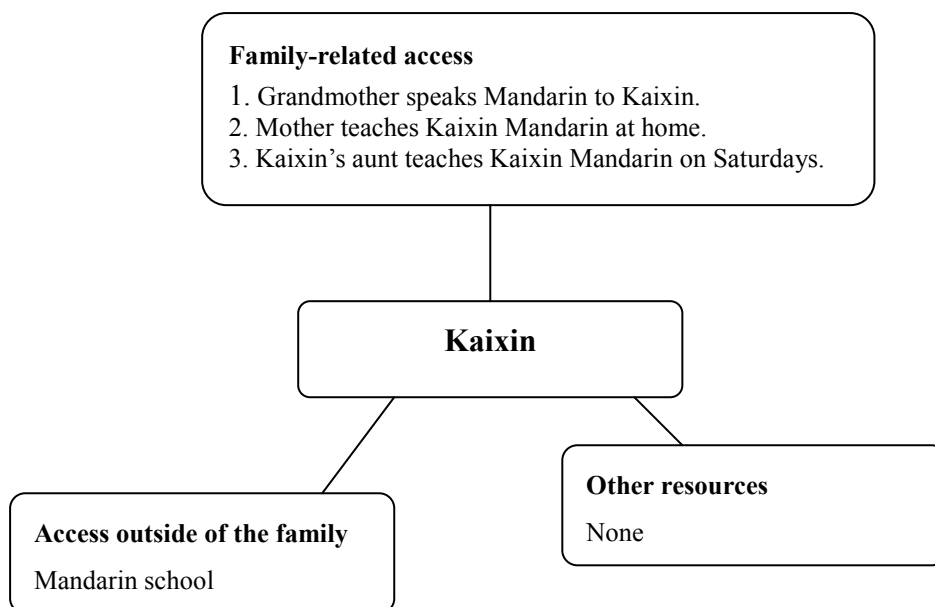 Family-related access
1. Grandmother speaks Mandarin to Kaixin.
2. Mother teaches Kaixin Mandarin at home.
3. Kaixin’s aunt teaches Kaixin Mandarin on Saturdays.
Kaixin
Access outside of the family
Mandarin school
Other resources
None